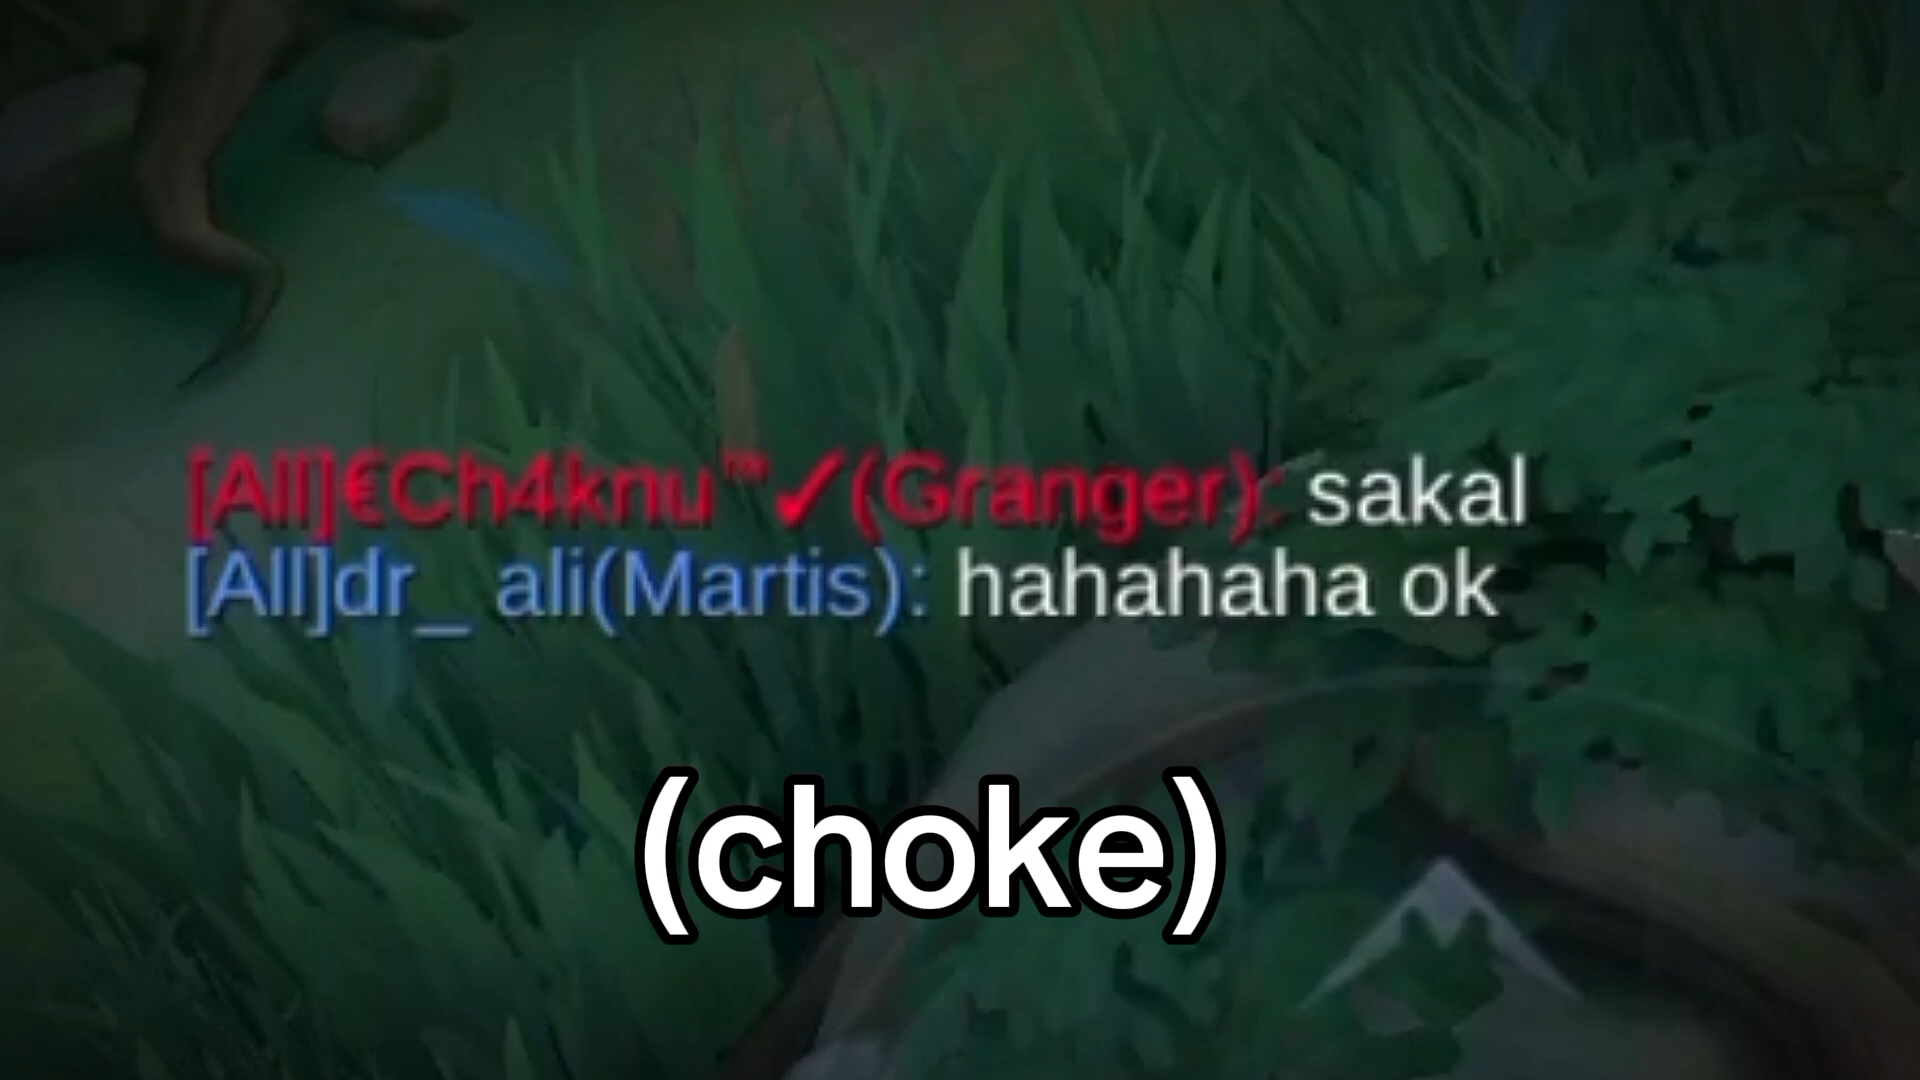 [All]€Ch4knu™✓(Granger): sakal
[All]dr_ ali(Martis): hahahaha ok
(choke)